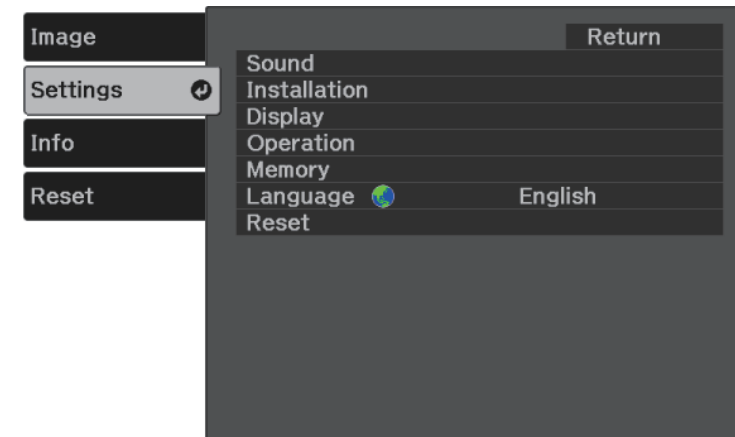 Image
Settings
Info
Reset
Return
Sound
Installation
Display
Operation
Memory
Language English
Reset